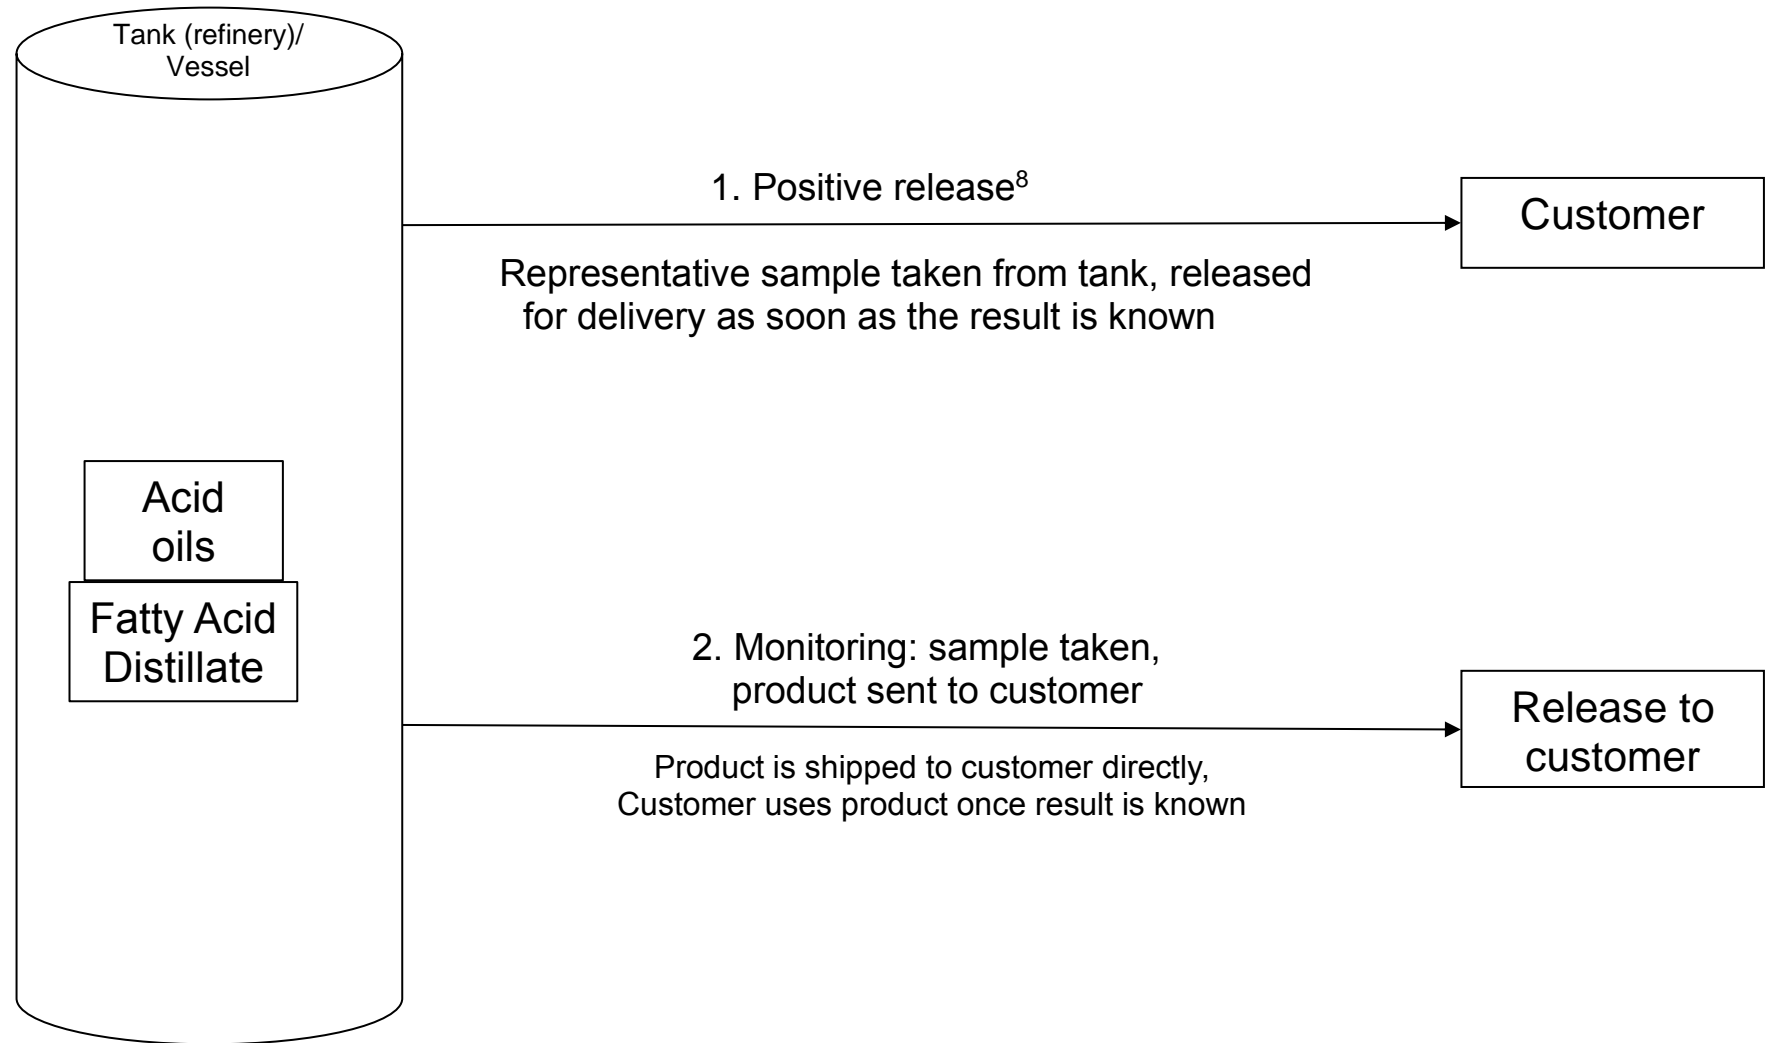 Tank (refinery)/
Vessel
1. Positive release⁸
Customer
Representative sample taken from tank, released
for delivery as soon as the result is known
Acid
oils
Fatty Acid
Distillate
2. Monitoring: sample taken,
product sent to customer
Release to
customer
Product is shipped to customer directly,
Customer uses product once result is known